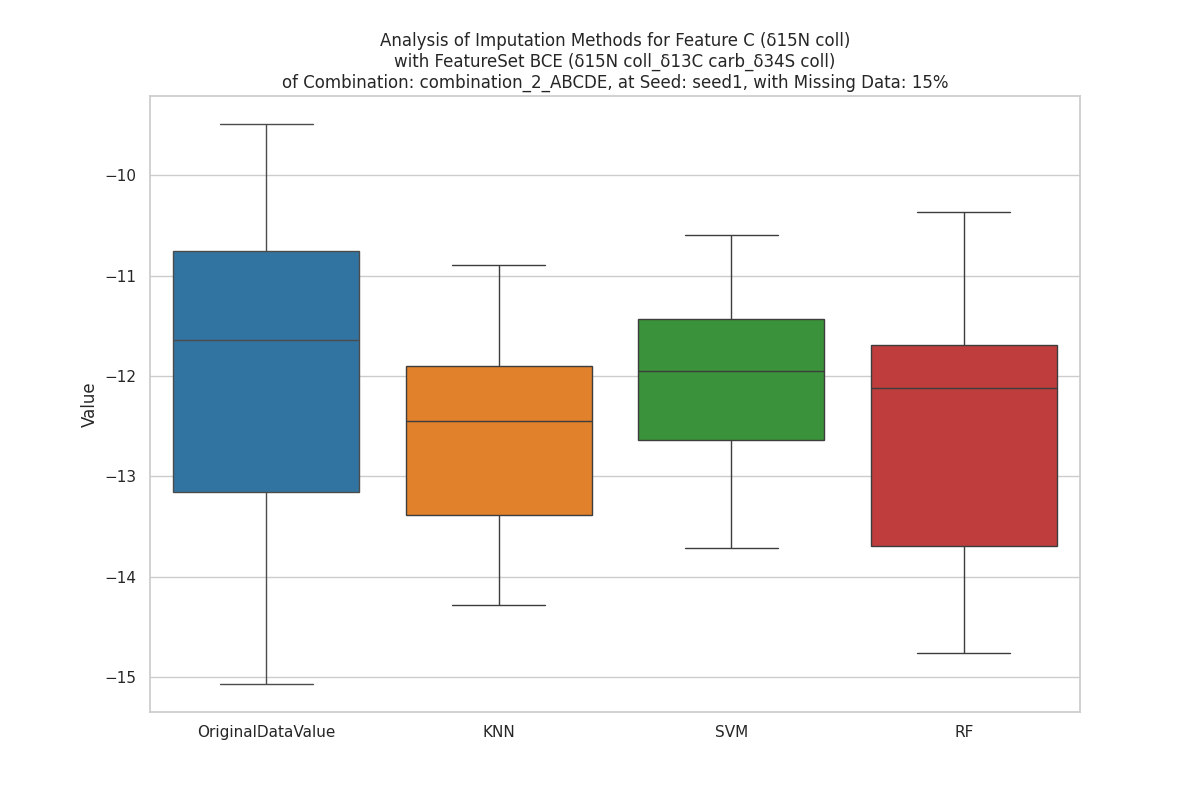 Analysis of Imputation Methods for Feature C (δ15N coll)
with FeatureSet BCE (δ15N coll_δ13C carb_δ34S coll)
of Combination: combination_2_ABCDE, at Seed: seed1, with Missing Data: 15%
Value
−10
−11
−12
−13
−14
−15
OriginalDataValue
KNN
SVM
RF